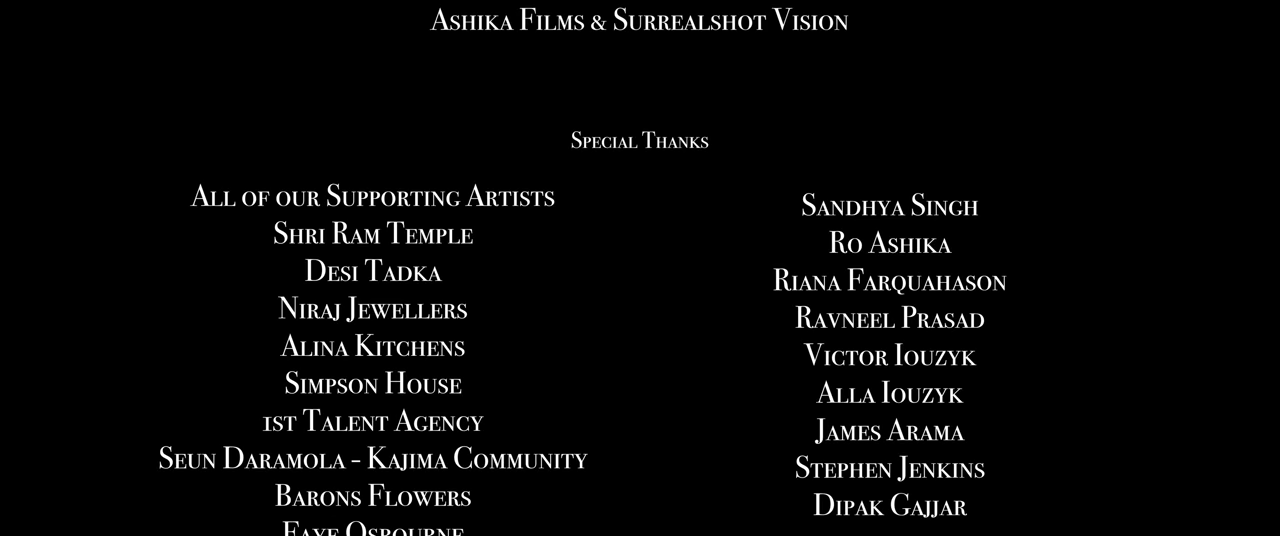 Ashika Films & Surrealshot Vision
Special Thanks
All of our Supporting Artists
Shri Ram Temple
Desi Tadka
Niraj Jewellers
Alina Kitchens
Simpson House
1st Talent Agency
Seun Daramola - Kajima Community
Barons Flowers
Faye Osbourne
Sandhya Singh
Ro Ashika
Riana Farquahason
Ravneel Prasad
Victor Iouzyk
Alla Iouzyk
James Arama
Stephen Jenkins
Dipak Gajjar